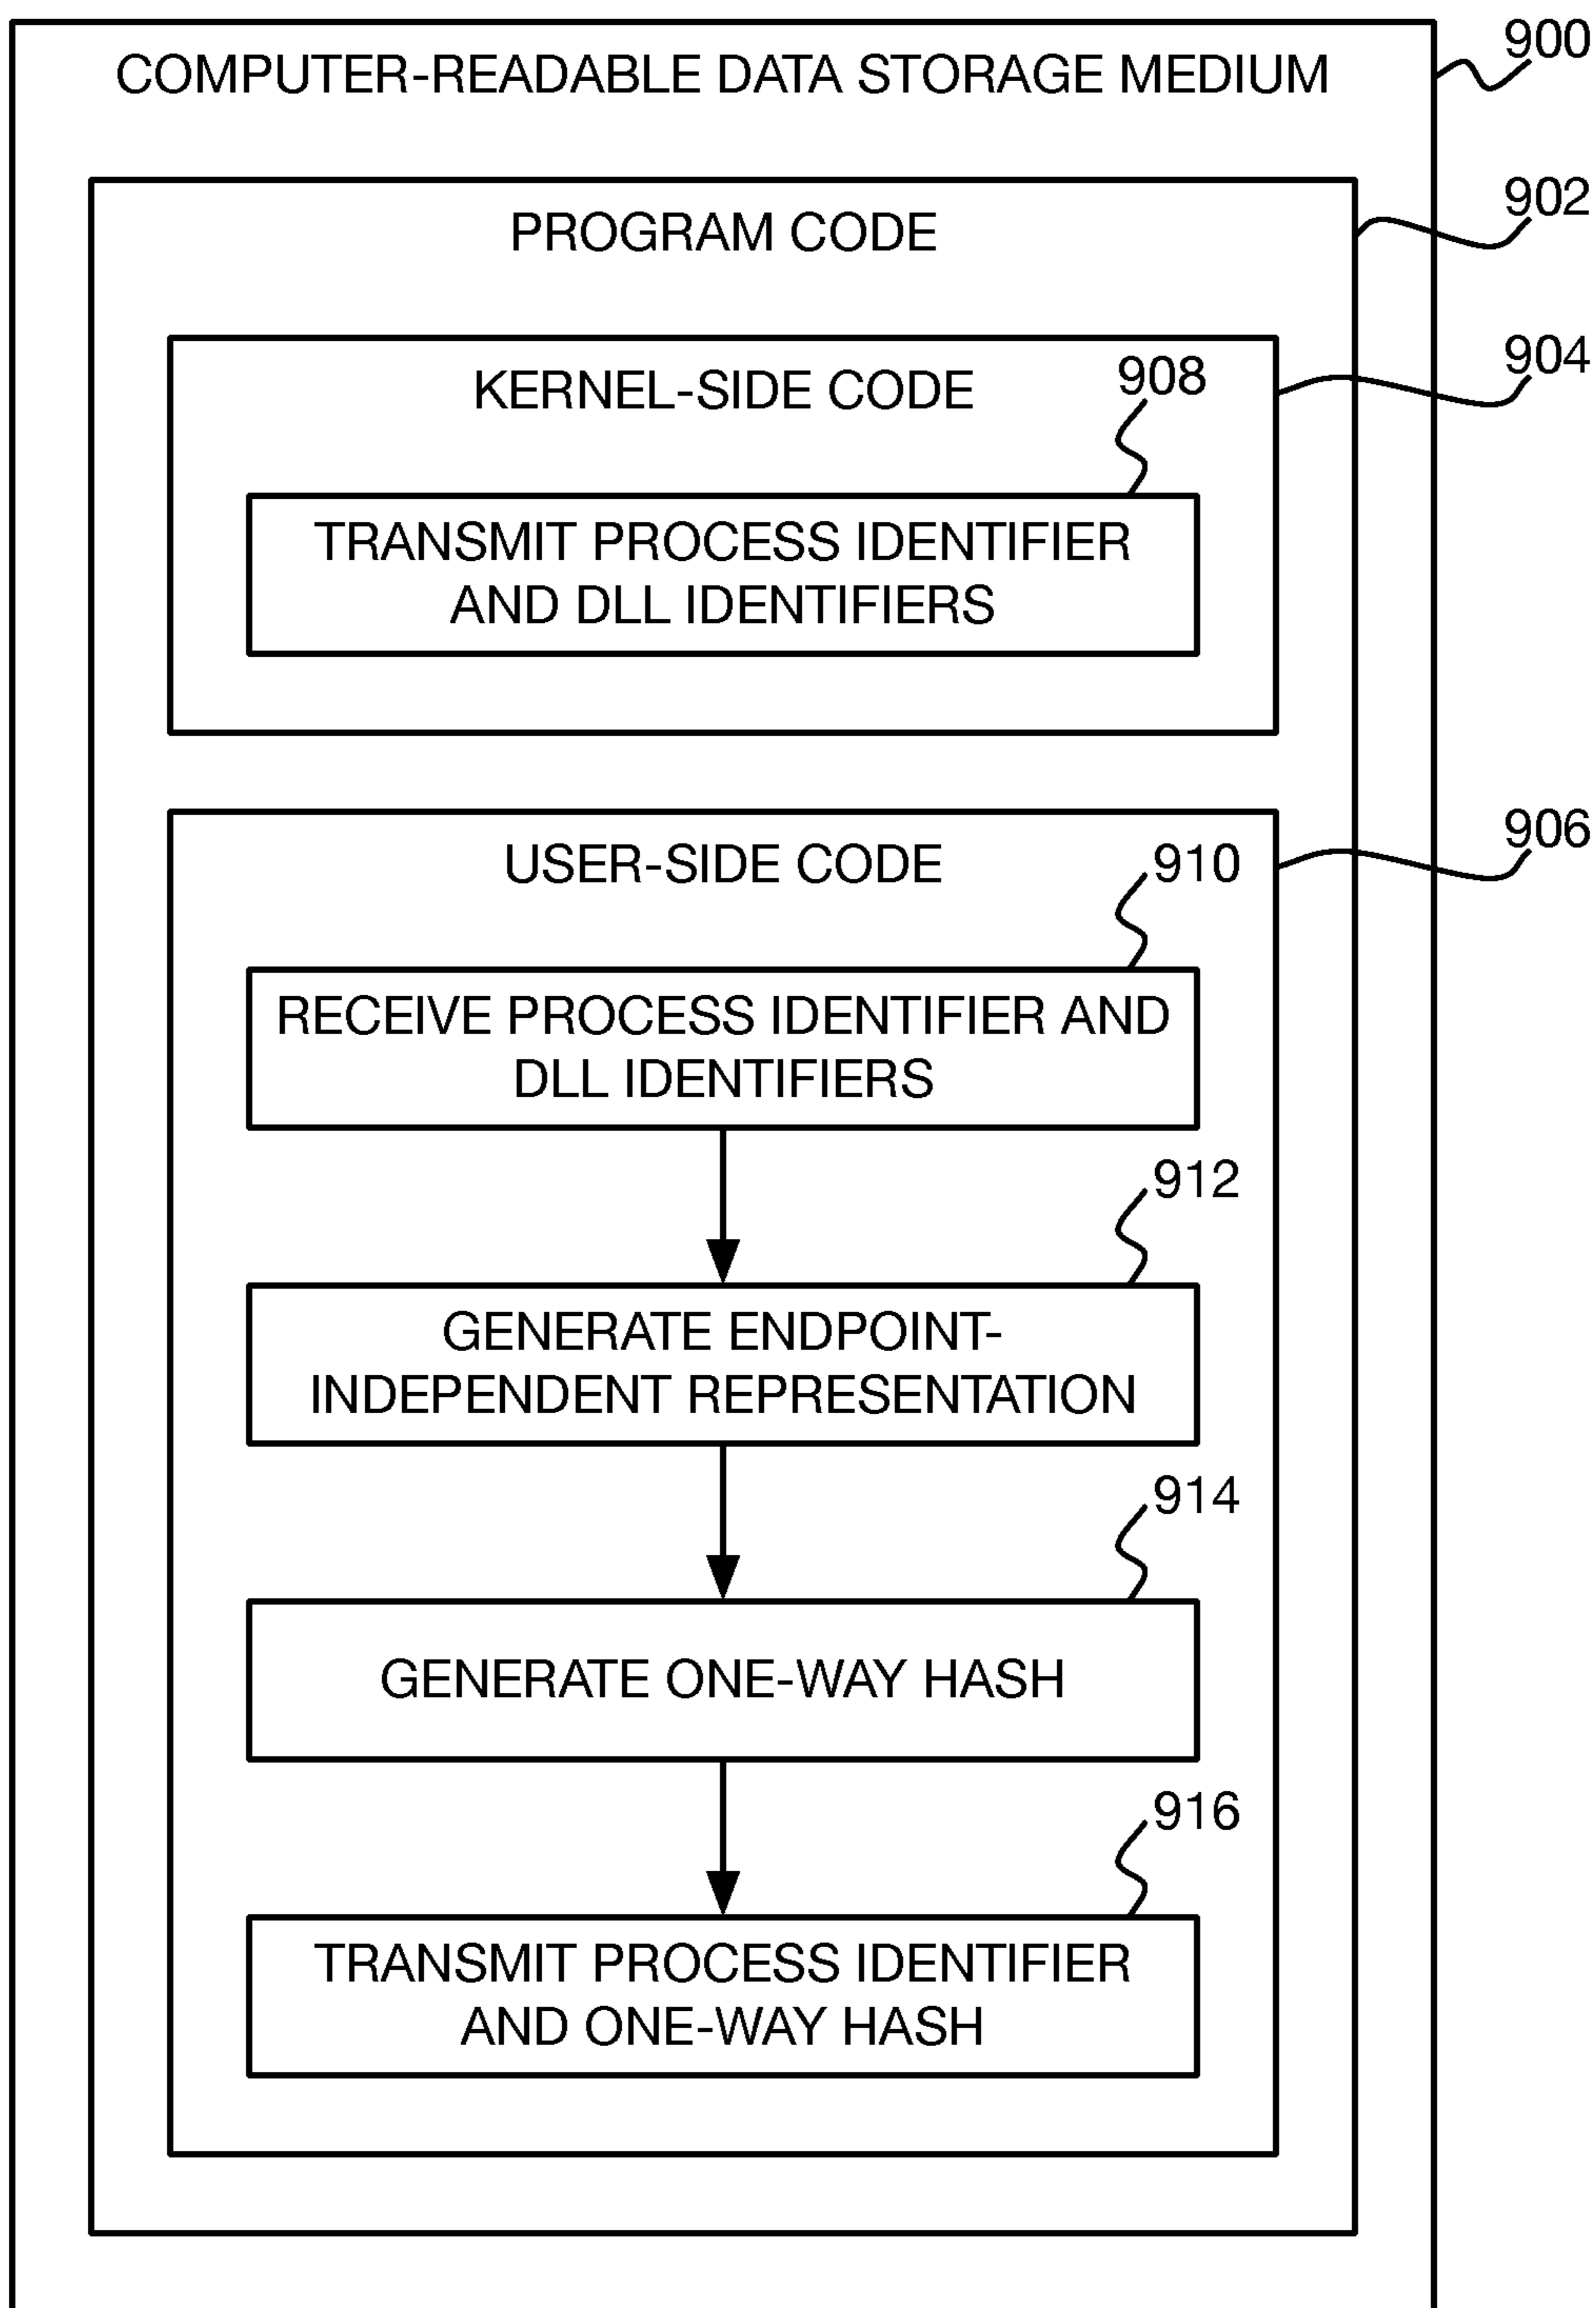 900
COMPUTER-READABLE DATA STORAGE MEDIUM
902
PROGRAM CODE
904
KERNEL-SIDE CODE
908
TRANSMIT PROCESS IDENTIFIER
AND DLL IDENTIFIERS
906
USER-SIDE CODE
910
RECEIVE PROCESS IDENTIFIER AND
DLL IDENTIFIERS
912
GENERATE ENDPOINT-
INDEPENDENT REPRESENTATION
914
GENERATE ONE-WAY HASH
916
TRANSMIT PROCESS IDENTIFIER
AND ONE-WAY HASH